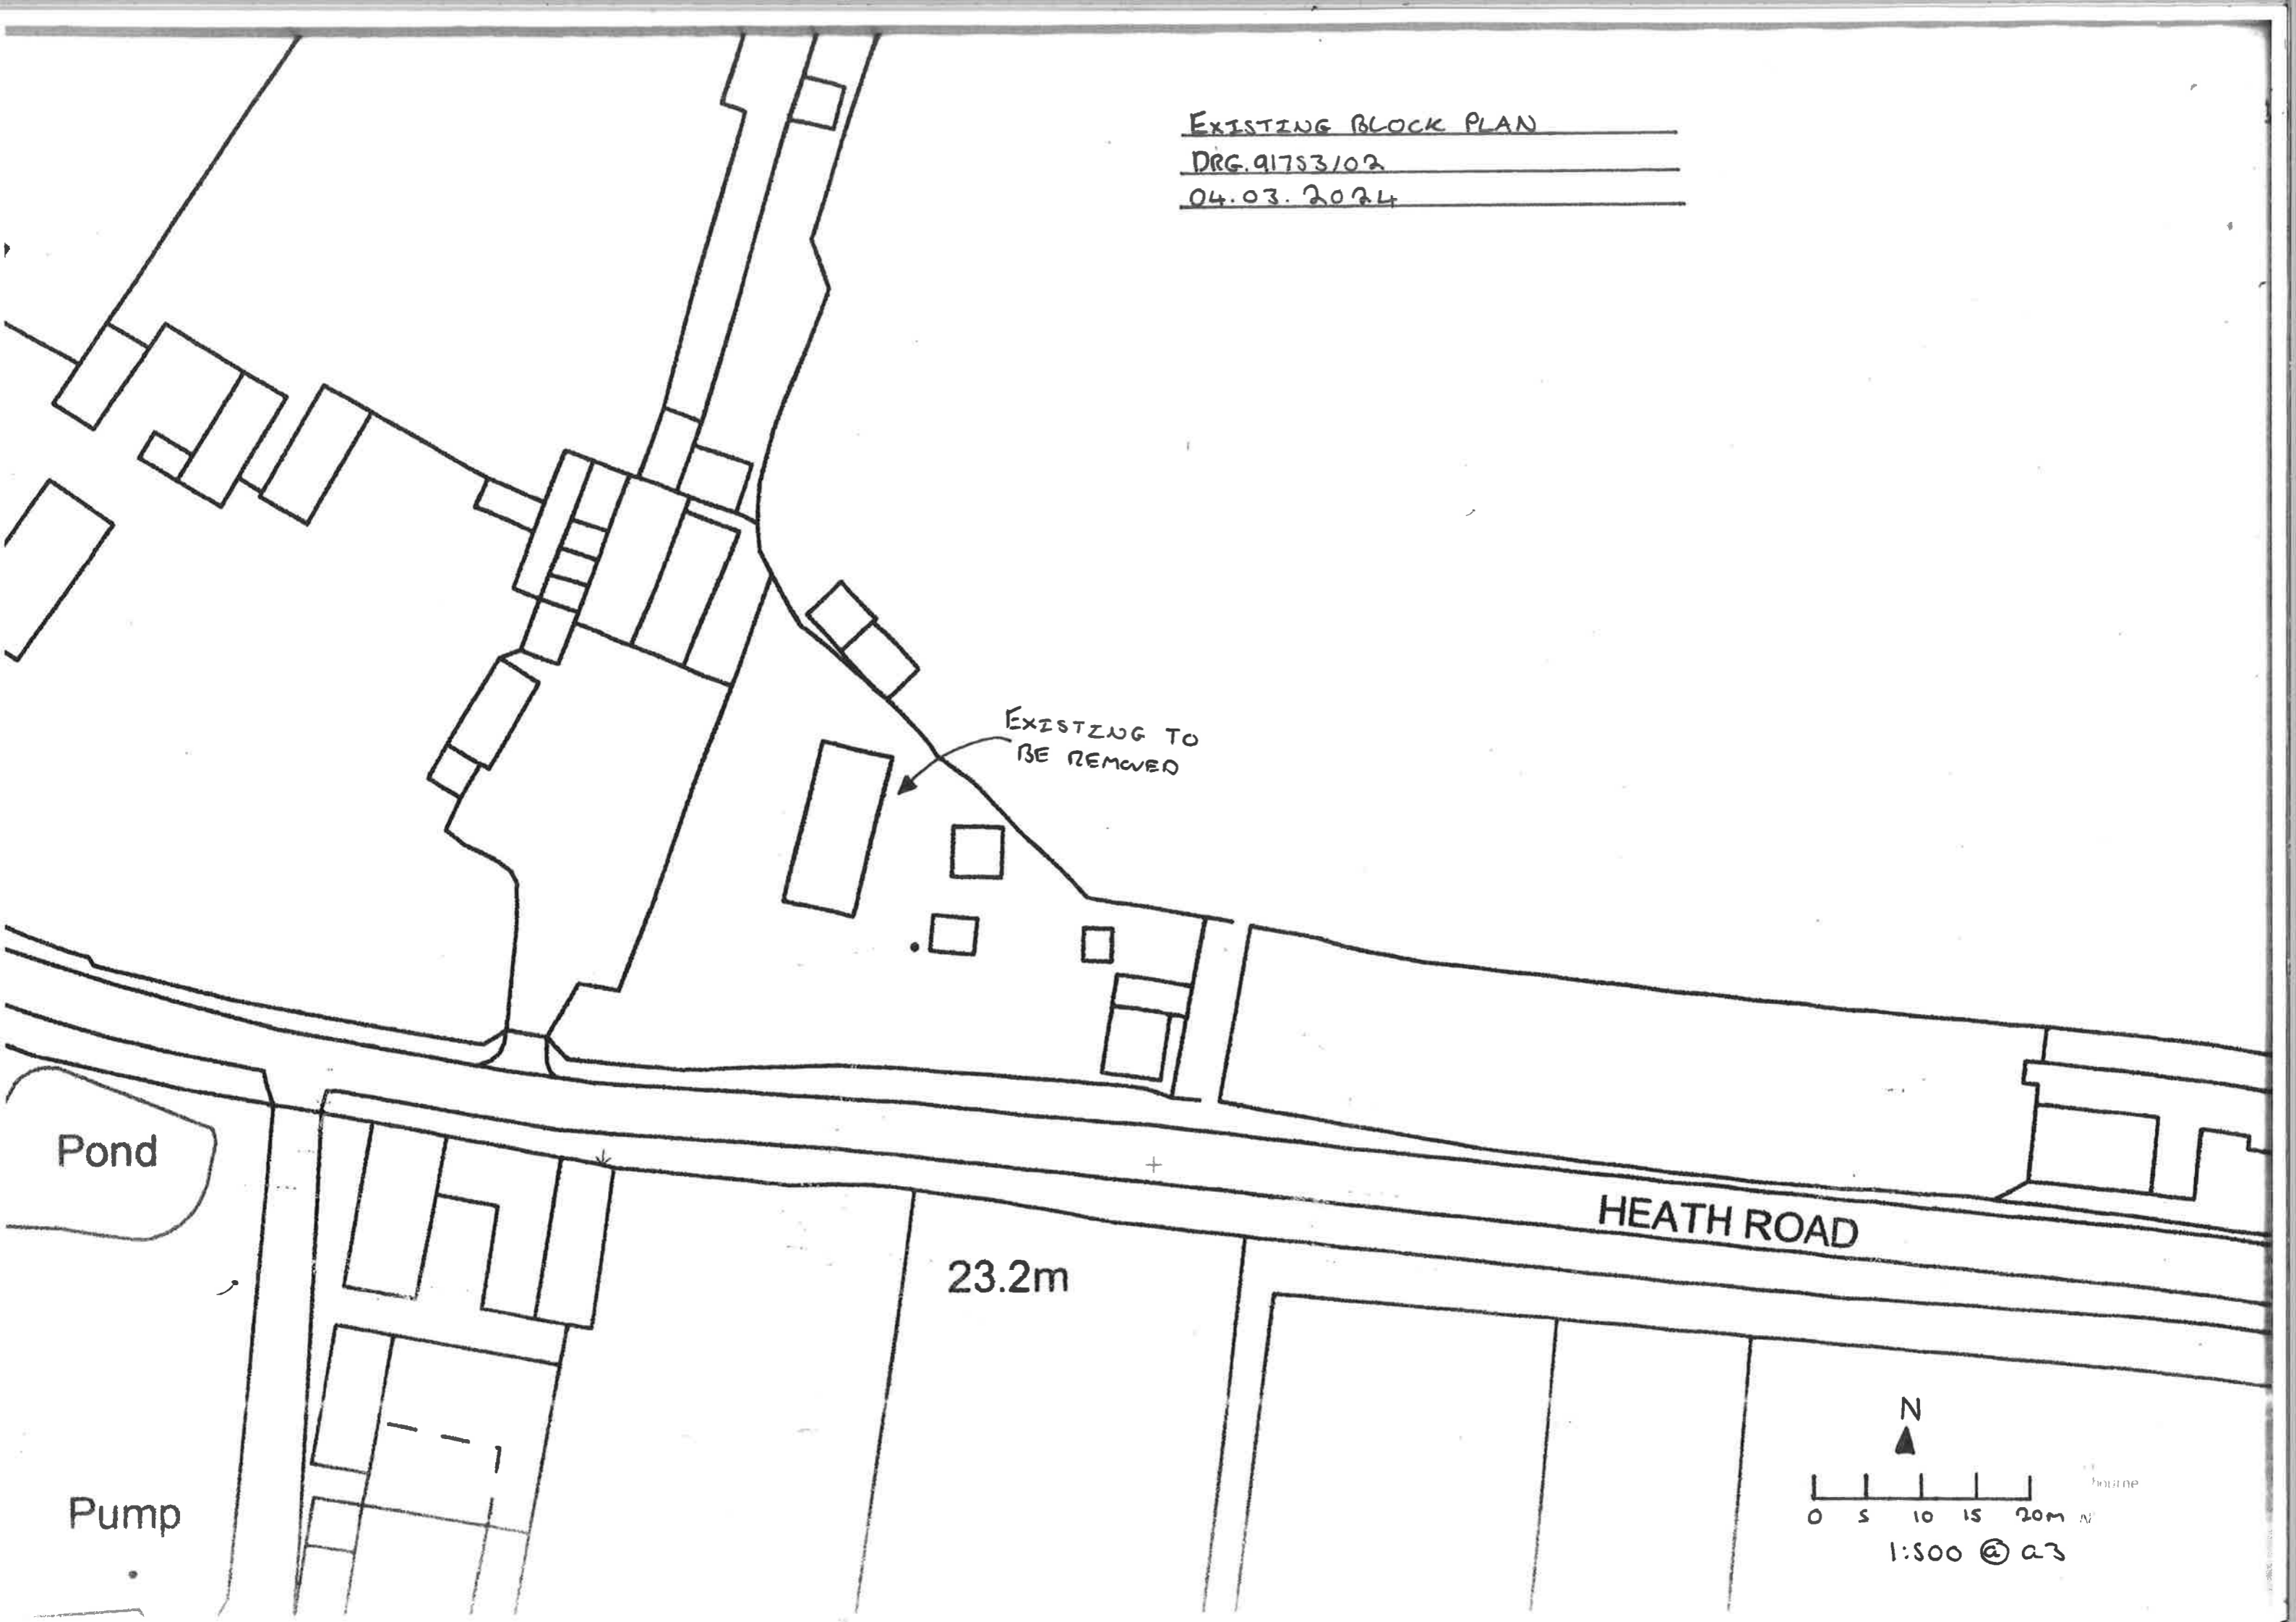 EXISTING BLOCK PLAN
DRG.91753/02
04.03.2024
EXISTING TO
BE REMOVED
Pond
HEATH ROAD
23.2m
Pump
N
0 5 10 15 20m
1:500 @ a3